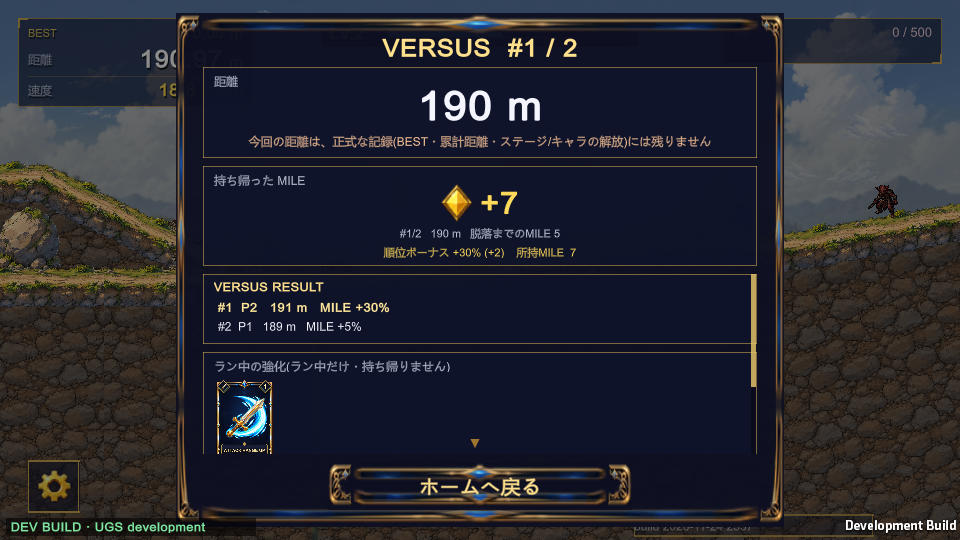 VERSUS #1 / 2
BEST
0 / 500
距離
190
速度
18
距離
190 m
今回の距離は、正式な記録(BEST・累計距離・ステージ/キャラの解放)には残りません
持ち帰った MILE
+7
#1/2 190 m 脱落までのMILE 5
順位ボーナス +30% (+2) 所持MILE 7
VERSUS RESULT
#1 P2 191 m MILE +30%
#2 P1 189 m MILE +5%
ラン中の強化(ラン中だけ・持ち帰りません)
▼
ホームへ戻る
DEV BUILD · UGS development
Development Build